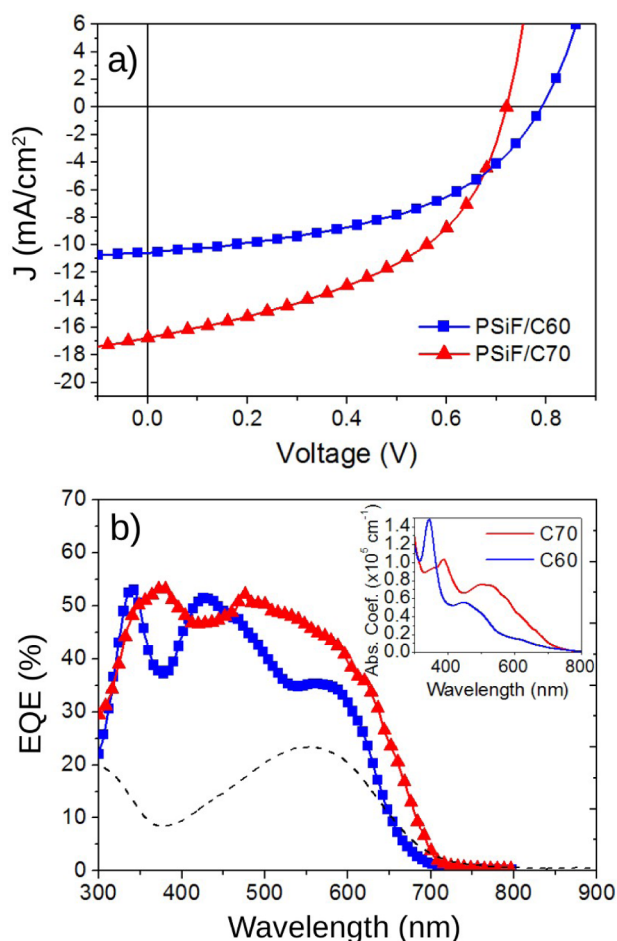 a)
6
4
2
0
-2
-4
-6
-8
-10
-12
-14
-16
-18
-20
J (mA/cm²)
PSiF/C60
PSiF/C70
0.0 0.2 0.4 0.6 0.8
Voltage (V)
b)
70
60
50
40
30
20
10
0
EQE (%)
300 400 500 600 700 800 900
Wavelength (nm)
Abs. Coef. (x10⁵ cm⁻¹)
1.4
1.2
1.0
0.8
0.6
0.4
0.2
0.0
C70
C60
400 600 800
Wavelength (nm)